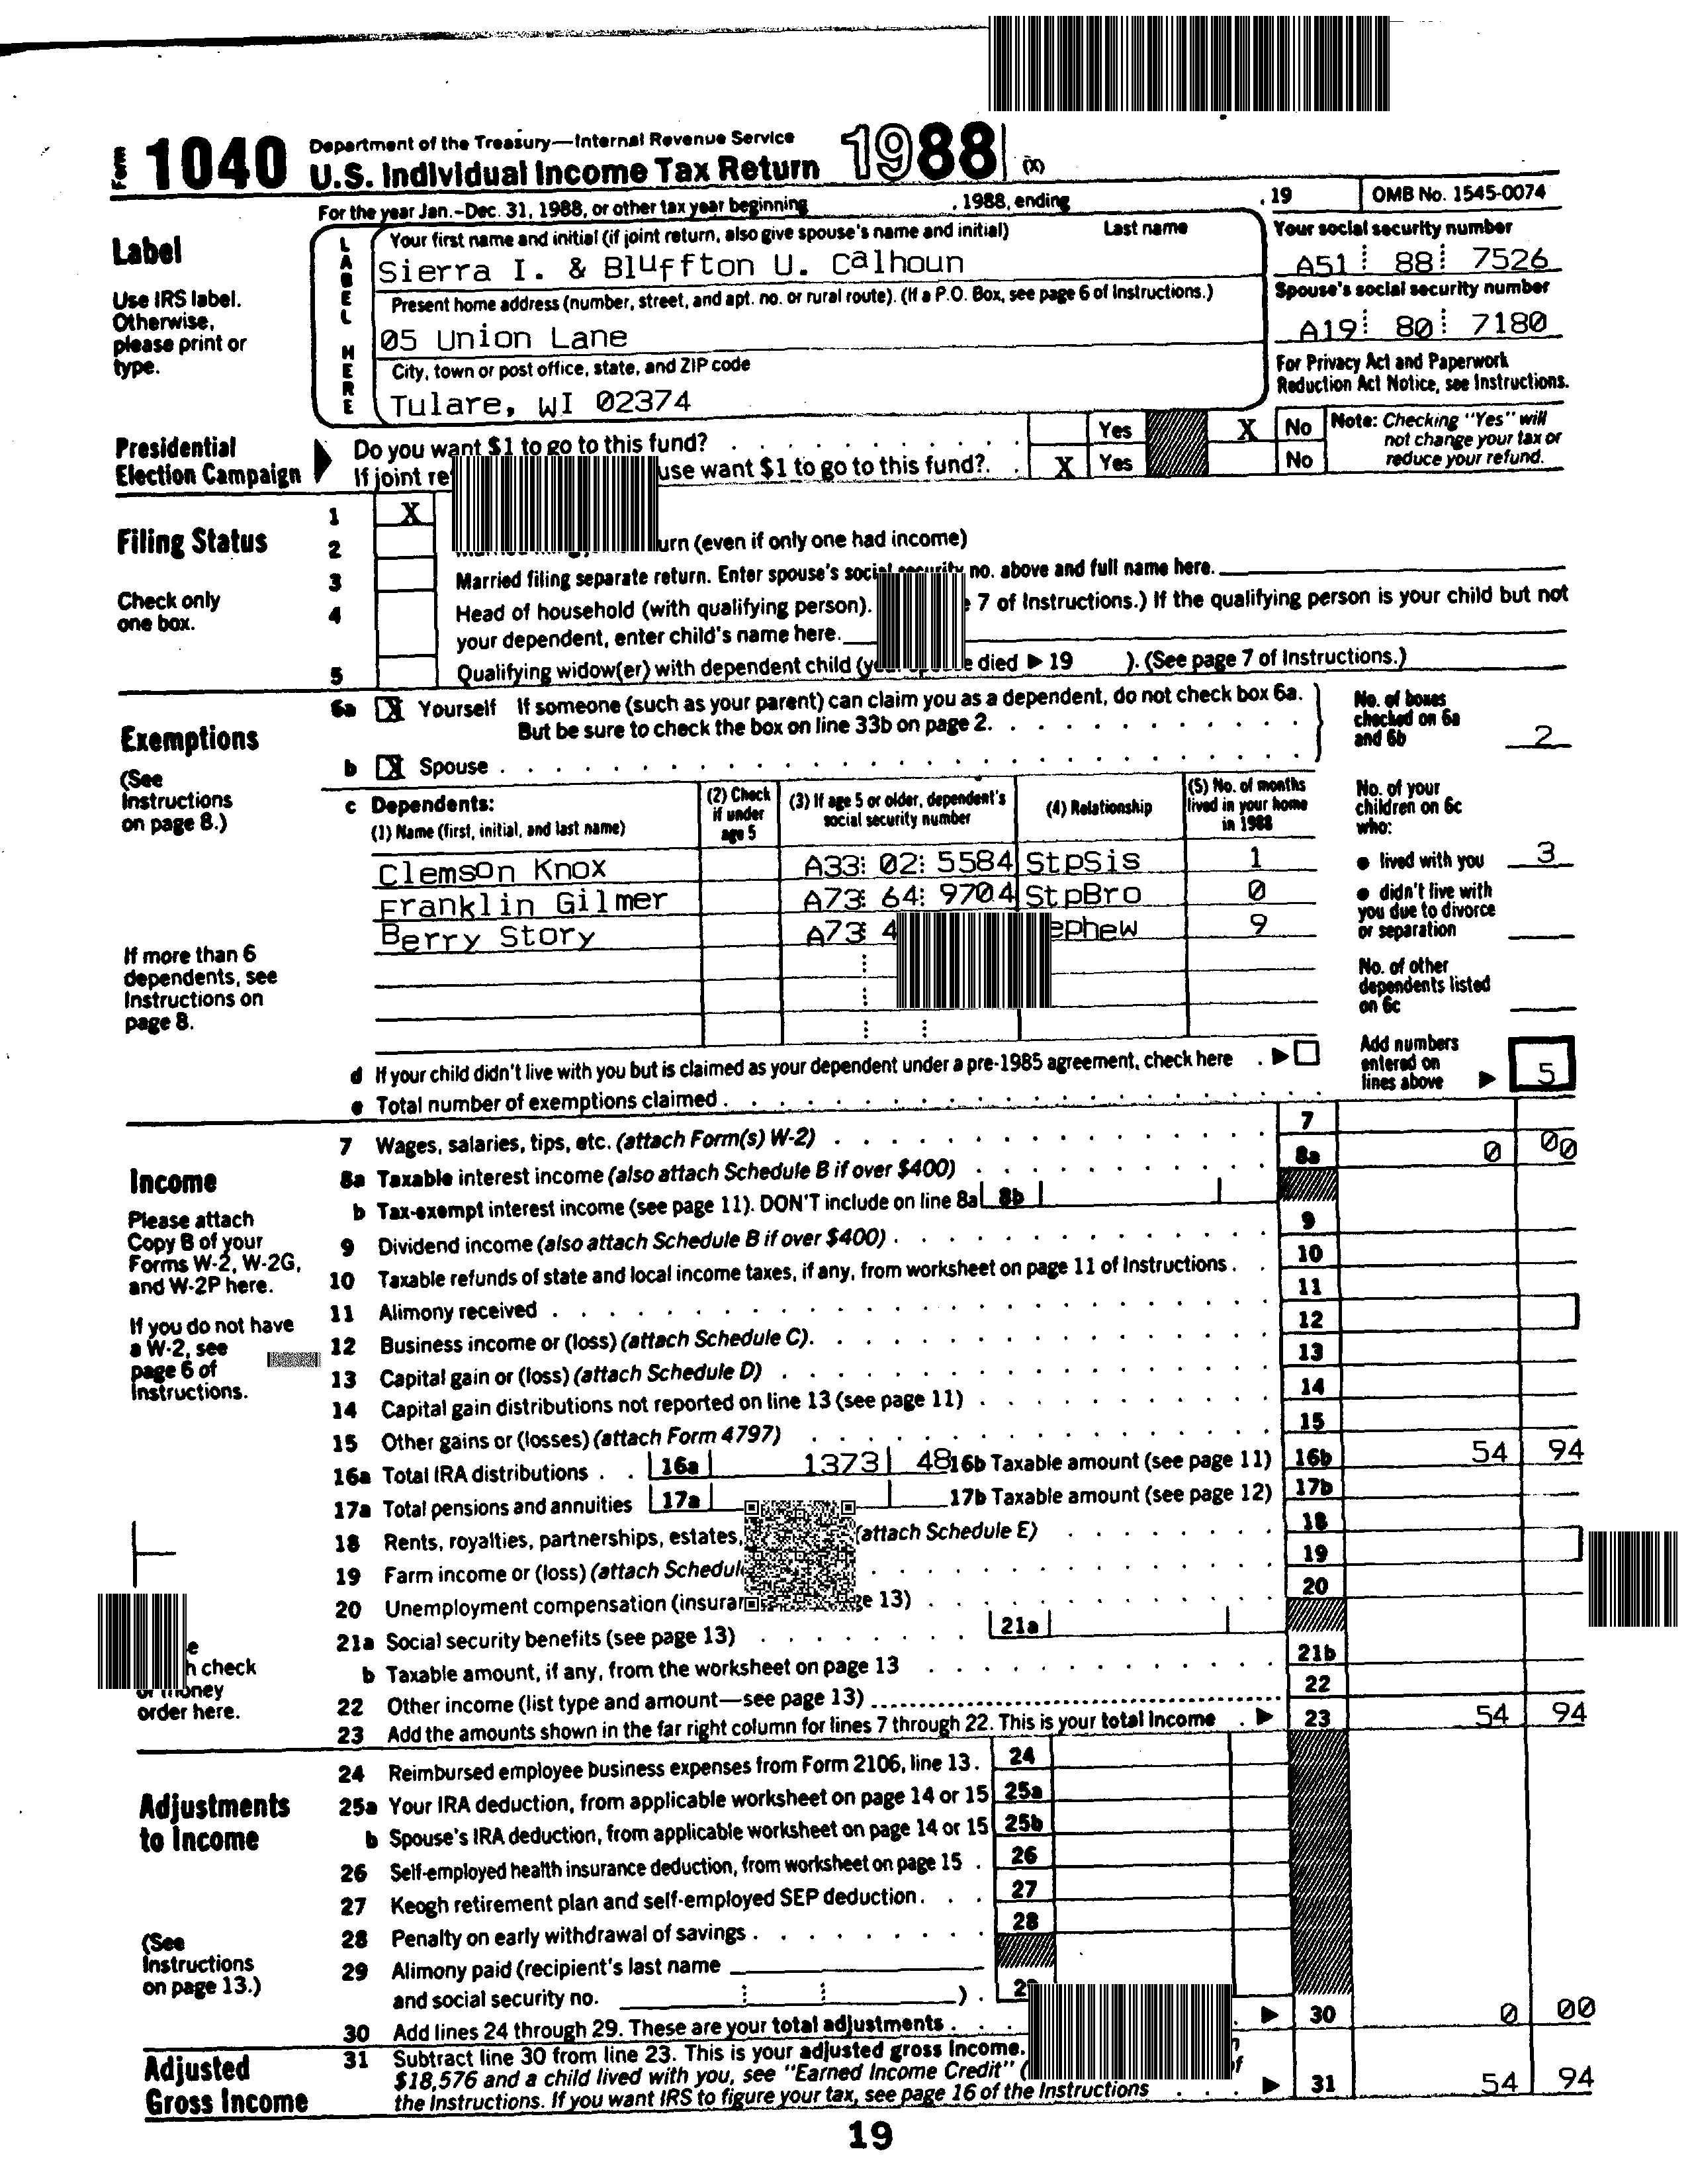 Form 1040 Department of the Treasury—Internal Revenue Service
U.S. Individual Income Tax Return 1988 (X)
For the year Jan.-Dec. 31, 1988, or other tax year beginning , 1988, ending , 19 OMB No. 1545-0074
Label
Use IRS label. Otherwise, please print or type.
LABEL HERE
Your first name and initial (if joint return, also give spouse's name and initial) Last name
Sierra I. & Bluffton U. Calhoun
Your social security number
A51 88 7526
Present home address (number, street, and apt. no. or rural route). (If a P.O. Box, see page 6 of Instructions.)
05 Union Lane
Spouse's social security number
A19 80 7180
City, town or post office, state, and ZIP code
Tulare, WI 02374
For Privacy Act and Paperwork Reduction Act Notice, see Instructions.
Presidential Election Campaign
Do you want $1 to go to this fund? Yes X No
If joint re use want $1 to go to this fund? X Yes No
Note: Checking "Yes" will not change your tax or reduce your refund.
Filing Status
Check only one box.
1 X
2 urn (even if only one had income)
3 Married filing separate return. Enter spouse's social security no. above and full name here.
4 Head of household (with qualifying person). 7 of Instructions.) If the qualifying person is your child but not
your dependent, enter child's name here.
5 Qualifying widow(er) with dependent child ( died ▶ 19 ). (See page 7 of Instructions.)
Exemptions
(See Instructions on page 8.)
6a X Yourself If someone (such as your parent) can claim you as a dependent, do not check box 6a.
But be sure to check the box on line 33b on page 2.
b X Spouse
No. of boxes checked on 6a and 6b 2
c Dependents:
(1) Name (first, initial, and last name)
(2) Check if under age 5
(3) If age 5 or older, dependent's social security number
(4) Relationship
(5) No. of months lived in your home in 1988
Clemson Knox A33 02 5584 StpSis 1
Franklin Gilmer A73 64 9704 StpBro 0
Berry Story A73 4 ephew 9
No. of your children on 6c who:
● lived with you 3
● didn't live with you due to divorce or separation
No. of other dependents listed on 6c
If more than 6 dependents, see Instructions on page 8.
d If your child didn't live with you but is claimed as your dependent under a pre-1985 agreement, check here ▶
e Total number of exemptions claimed
Add numbers entered on lines above ▶ 5
Income
Please attach Copy B of your Forms W-2, W-2G, and W-2P here.
If you do not have a W-2, see page 6 of Instructions.
h check
or money
order here.
7 Wages, salaries, tips, etc. (attach Form(s) W-2) 7
8a Taxable interest income (also attach Schedule B if over $400) 8a 0 00
b Tax-exempt interest income (see page 11). DON'T include on line 8a 8b
9 Dividend income (also attach Schedule B if over $400) 9
10 Taxable refunds of state and local income taxes, if any, from worksheet on page 11 of Instructions 10
11 Alimony received 11
12 Business income or (loss) (attach Schedule C) 12
13 Capital gain or (loss) (attach Schedule D) 13
14 Capital gain distributions not reported on line 13 (see page 11) 14
15 Other gains or (losses) (attach Form 4797) 15
16a Total IRA distributions 16a 1373 48 16b Taxable amount (see page 11) 16b 54 94
17a Total pensions and annuities 17a 17b Taxable amount (see page 12) 17b
18 Rents, royalties, partnerships, estates, (attach Schedule E) 18
19 Farm income or (loss) (attach Schedul 19
20 Unemployment compensation (insuran ge 13) 20
21a Social security benefits (see page 13) 21a
b Taxable amount, if any, from the worksheet on page 13 21b
22 Other income (list type and amount—see page 13) 22
23 Add the amounts shown in the far right column for lines 7 through 22. This is your total income ▶ 23 54 94
Adjustments to Income
(See Instructions on page 13.)
24 Reimbursed employee business expenses from Form 2106, line 13 24
25a Your IRA deduction, from applicable worksheet on page 14 or 15 25a
b Spouse's IRA deduction, from applicable worksheet on page 14 or 15 25b
26 Self-employed health insurance deduction, from worksheet on page 15 26
27 Keogh retirement plan and self-employed SEP deduction 27
28 Penalty on early withdrawal of savings 28
29 Alimony paid (recipient's last name
and social security no. )
30 Add lines 24 through 29. These are your total adjustments ▶ 30 0 00
Adjusted Gross Income
31 Subtract line 30 from line 23. This is your adjusted gross income.
$18,576 and a child lived with you, see "Earned Income Credit" ( of
the Instructions. If you want IRS to figure your tax, see page 16 of the Instructions ▶ 31 54 94
19